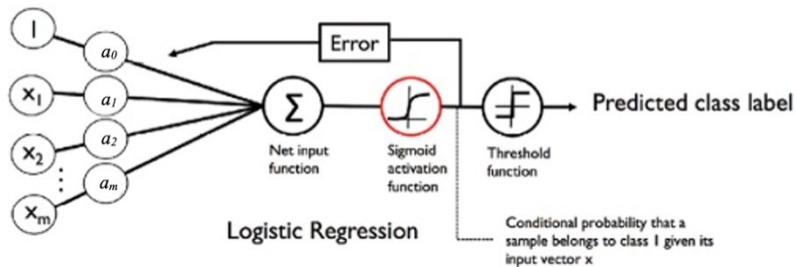 1
a0
Error
x1
a1
Σ
Predicted class label
x2
a2
Net input
function
Sigmoid
activation
function
Threshold
function
am
xm
Logistic Regression
Conditional probability that a
sample belongs to class 1 given its
input vector x